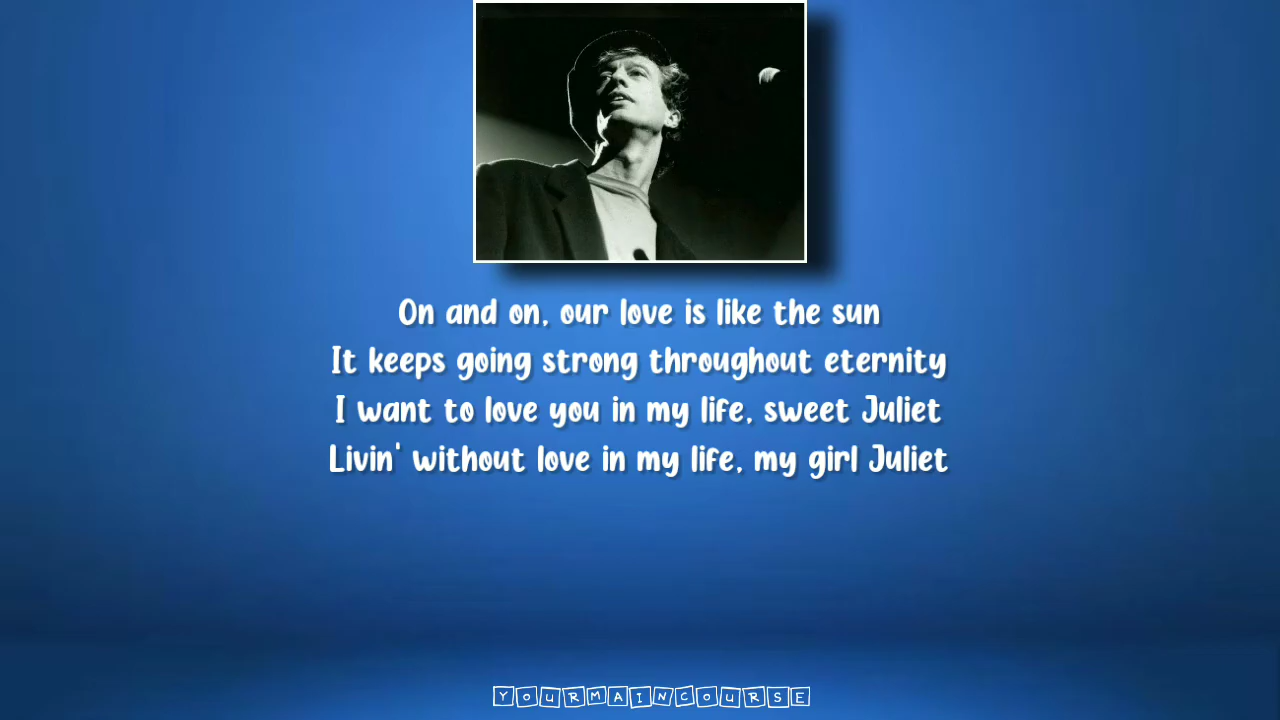 On and on, our love is like the sun
It keeps going strong throughout eternity
I want to love you in my life, sweet Juliet
Livin' without love in my life, my girl Juliet
YOURMAINCOURSE